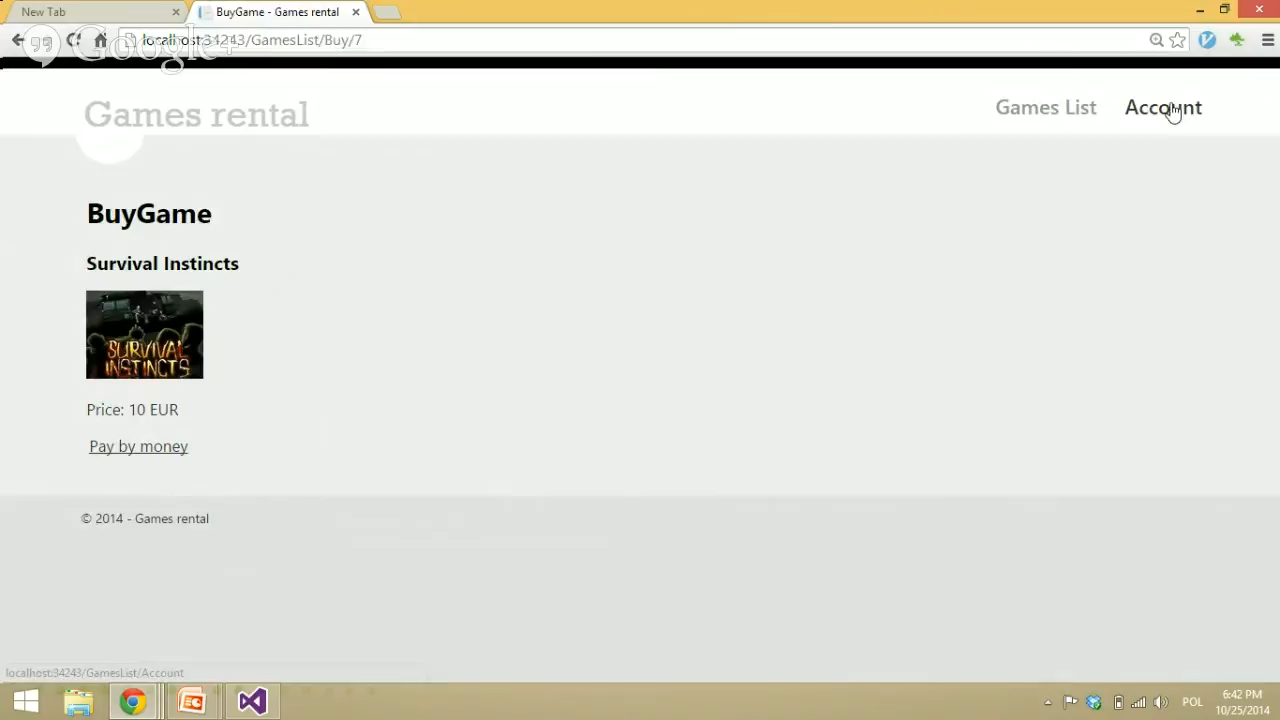 New Tab
BuyGame - Games rental
localhost:34243/GamesList/Buy/7
Google+
Games rental
Games List
Account
BuyGame
Survival Instincts
SURVIVAL
INSTINCTS
Price: 10 EUR
Pay by money
© 2014 - Games rental
localhost:34243/GamesList/Account
POL
6:42 PM
10/25/2014